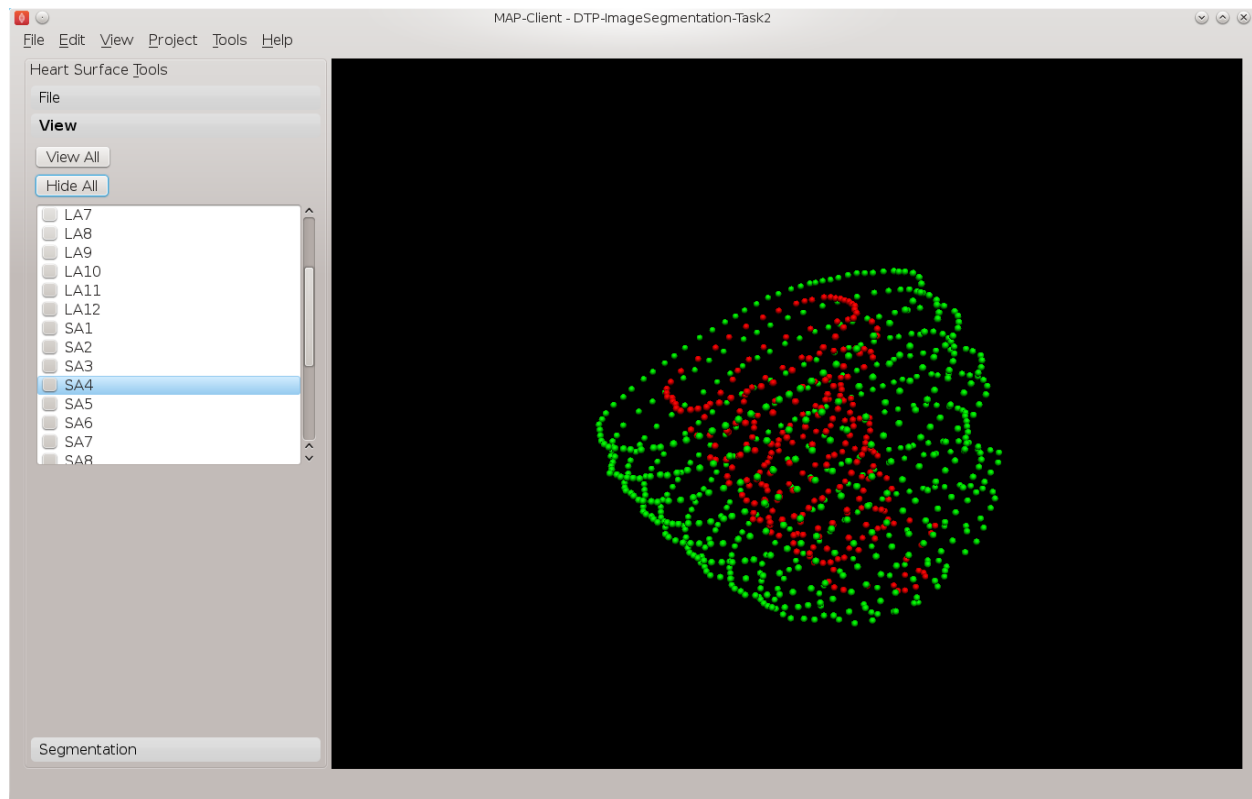 MAP-Client - DTP-ImageSegmentation-Task2
File Edit View Project Tools Help
Heart Surface Tools
File
View
View All
Hide All
LA7
LA8
LA9
LA10
LA11
LA12
SA1
SA2
SA3
SA4
SA5
SA6
SA7
SA8
Segmentation